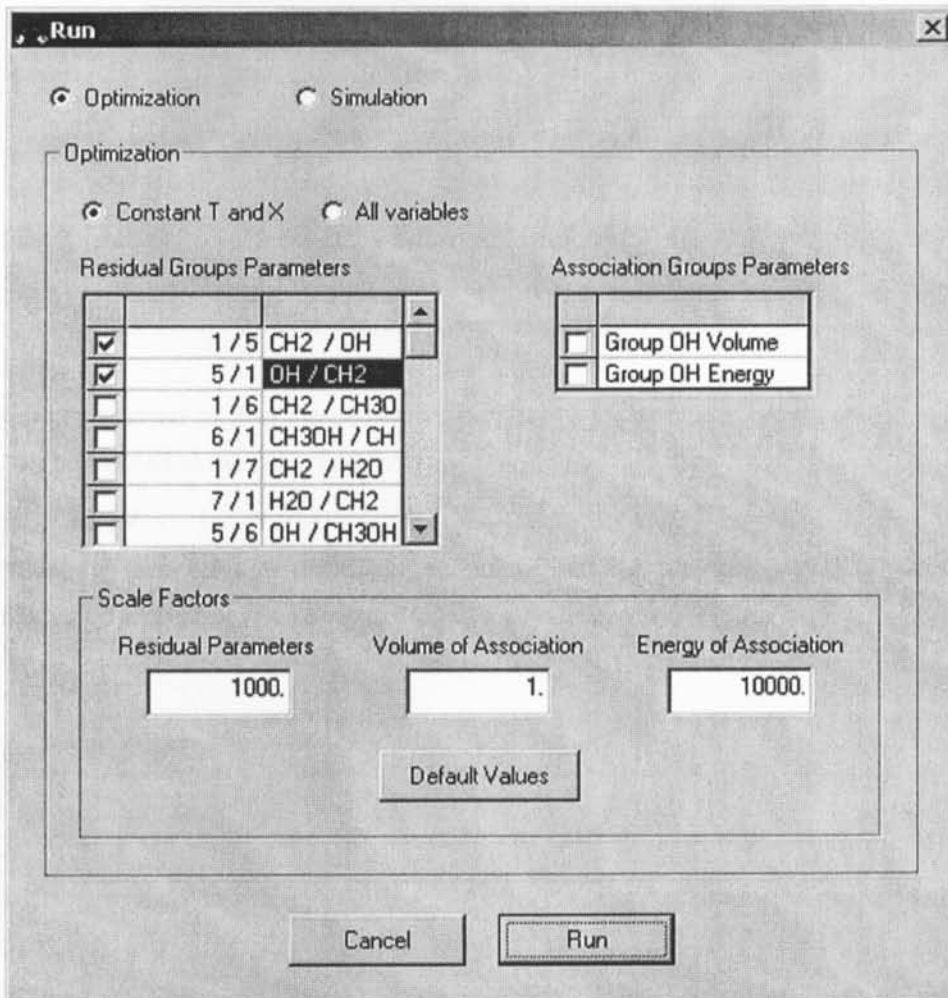 Run
Optimization Simulation
Optimization
Constant T and X All variables
Residual Groups Parameters Association Groups Parameters
1 / 5 CH2 / OH
5 / 1 OH / CH2
1 / 6 CH2 / CH3O
6 / 1 CH3OH / CH
1 / 7 CH2 / H2O
7 / 1 H2O / CH2
5 / 6 OH / CH3OH
Group OH Volume
Group OH Energy
Scale Factors
Residual Parameters Volume of Association Energy of Association
1000. 1. 10000.
Default Values
Cancel Run